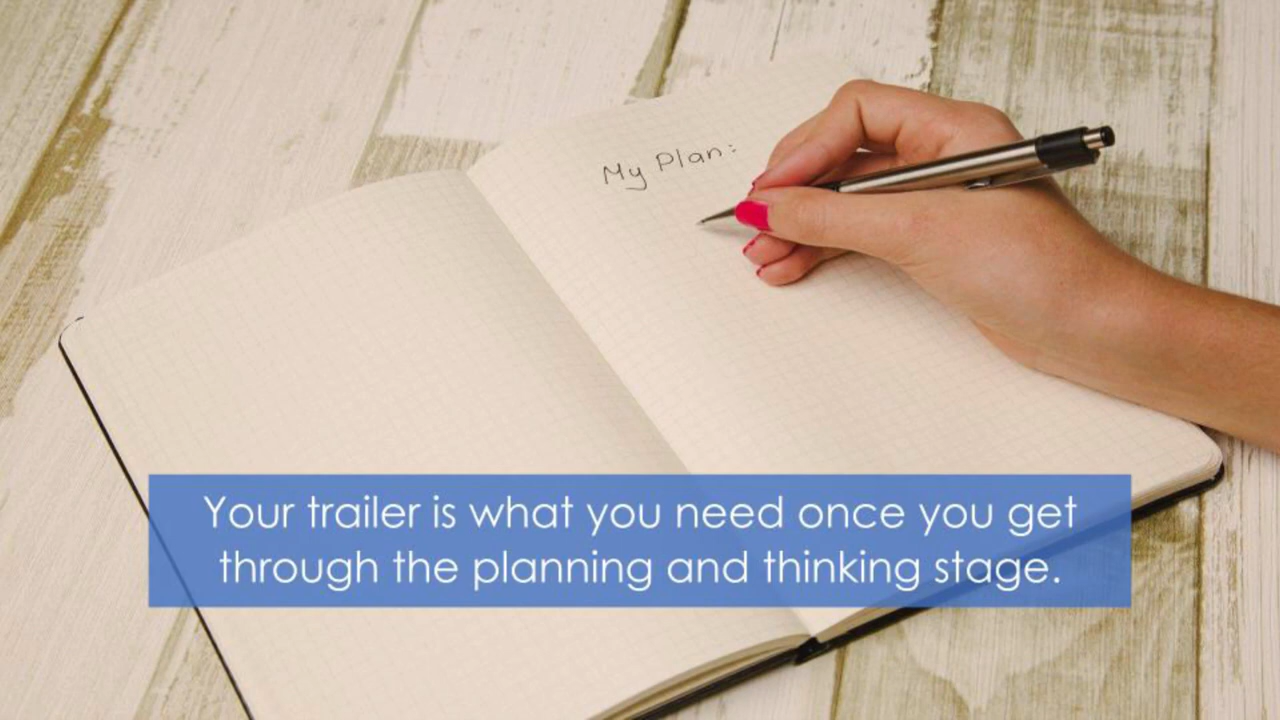 My Plan:
Your trailer is what you need once you get
through the planning and thinking stage.